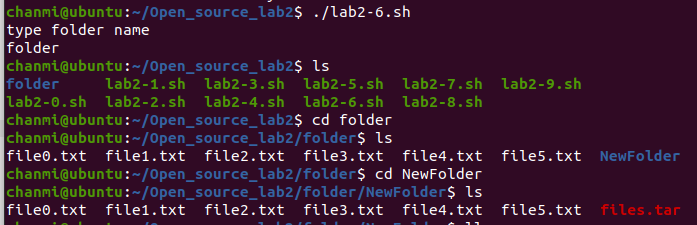 chanmi@ubuntu:~/Open_source_lab2$ ./lab2-6.sh
type folder name
folder
chanmi@ubuntu:~/Open_source_lab2$ ls
folder lab2-1.sh lab2-3.sh lab2-5.sh lab2-7.sh lab2-9.sh
lab2-0.sh lab2-2.sh lab2-4.sh lab2-6.sh lab2-8.sh
chanmi@ubuntu:~/Open_source_lab2$ cd folder
chanmi@ubuntu:~/Open_source_lab2/folder$ ls
file0.txt file1.txt file2.txt file3.txt file4.txt file5.txt NewFolder
chanmi@ubuntu:~/Open_source_lab2/folder$ cd NewFolder
chanmi@ubuntu:~/Open_source_lab2/folder/NewFolder$ ls
file0.txt file1.txt file2.txt file3.txt file4.txt file5.txt files.tar